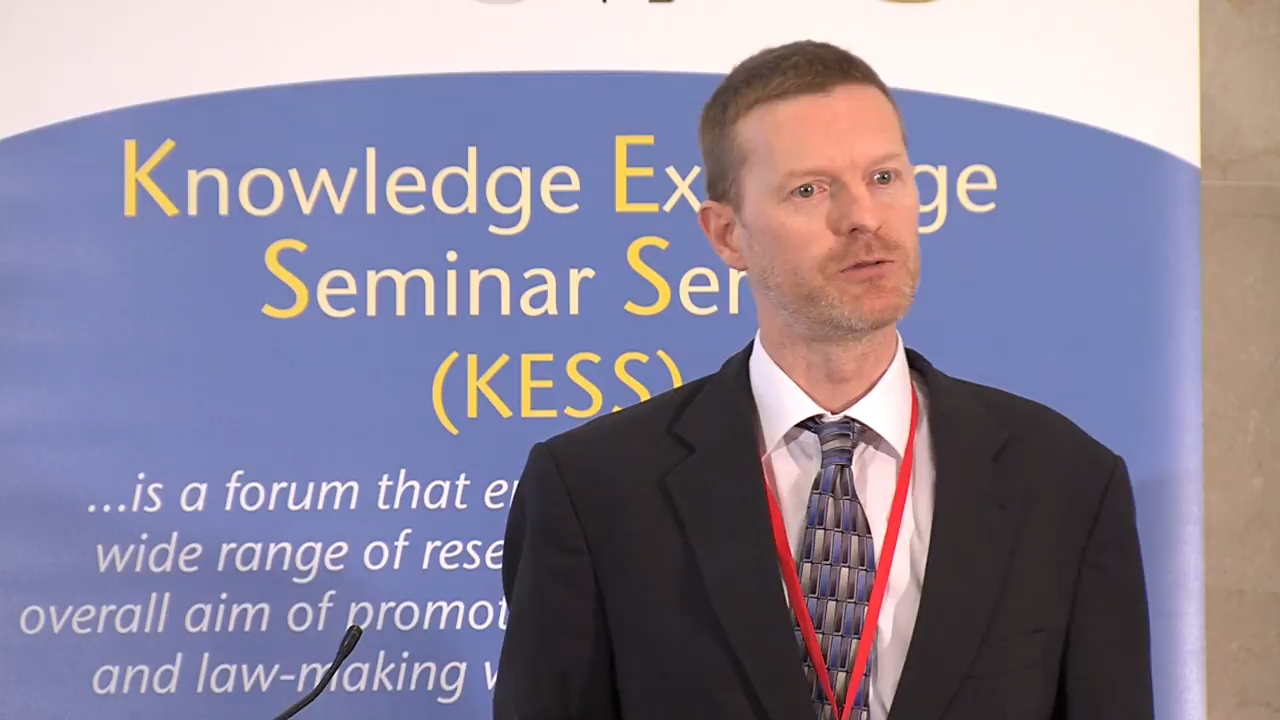 Knowledge Ex ge
Seminar Ser
(KESS)
...is a forum that e
wide range of rese
overall aim of promot
and law-making